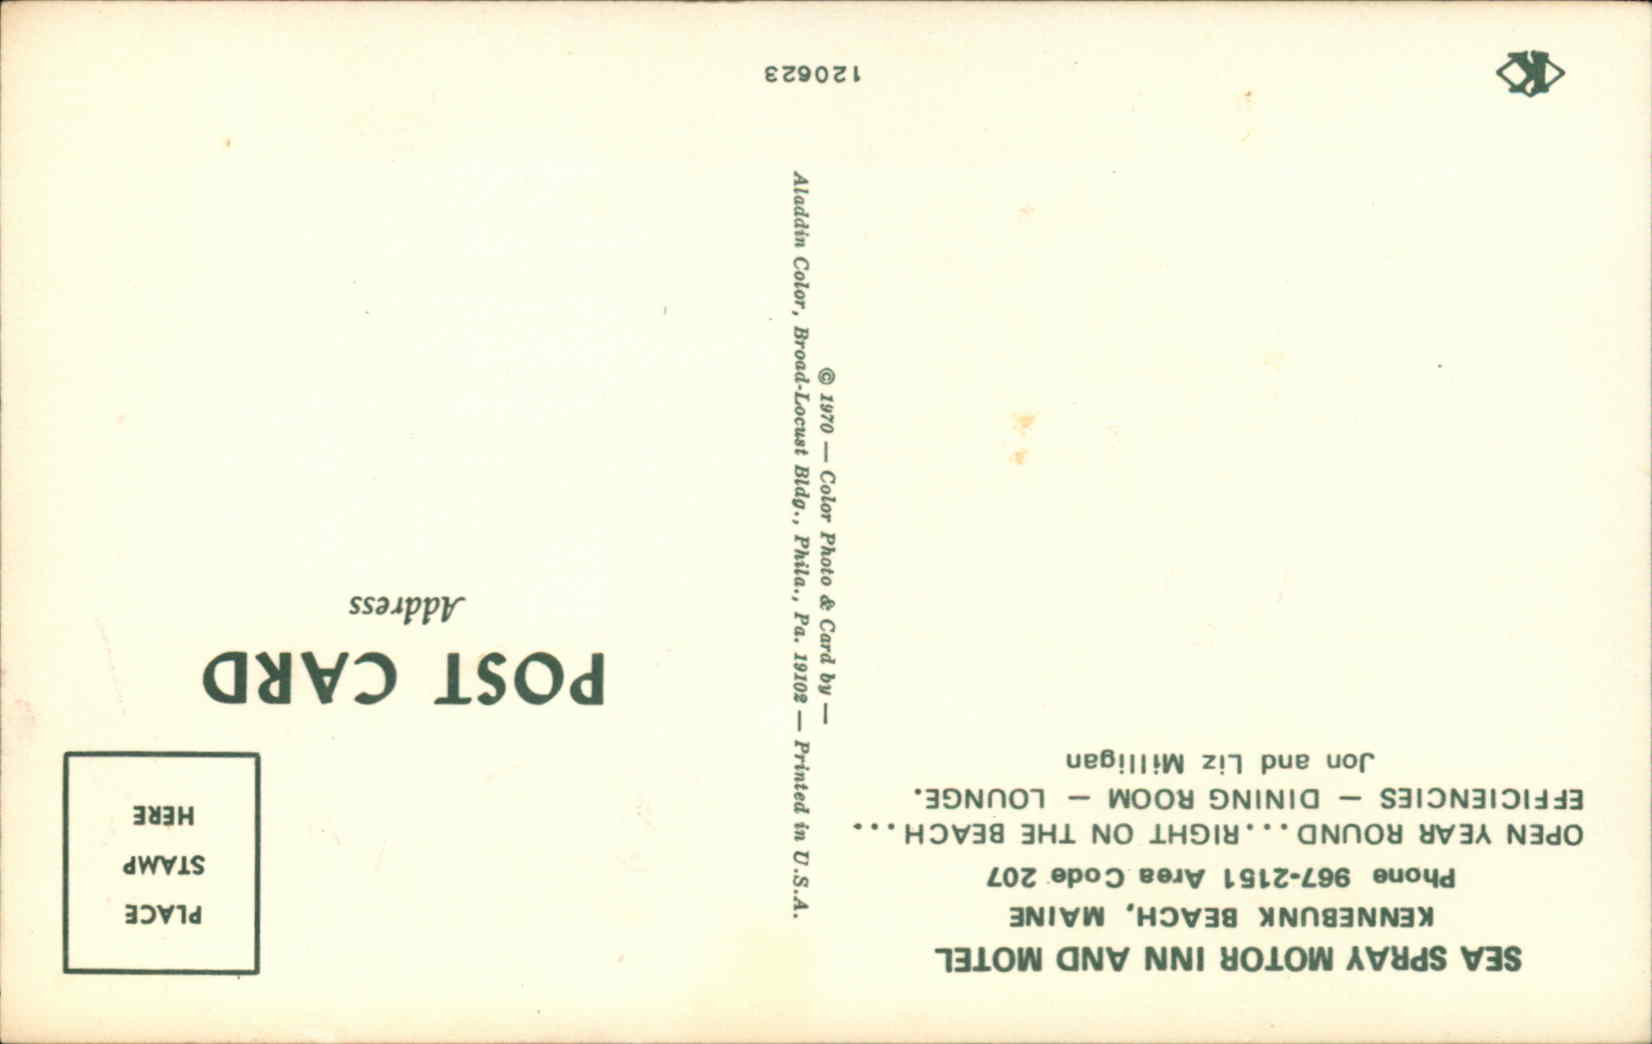 SEA SPRAY MOTOR INN AND MOTEL
KENNEBUNK BEACH, MAINE
Phone 967-2151 Area Code 207
OPEN YEAR ROUND...RIGHT ON THE BEACH...
EFFICIENCIES — DINING ROOM — LOUNGE.
Jon and Liz Milligan
K
© 1970 — Color Photo & Card by —
Aladdin Color, Broad-Locust Bldg., Phila., Pa. 19102 — Printed in U.S.A.
120623
PLACE
STAMP
HERE
POST CARD
Address